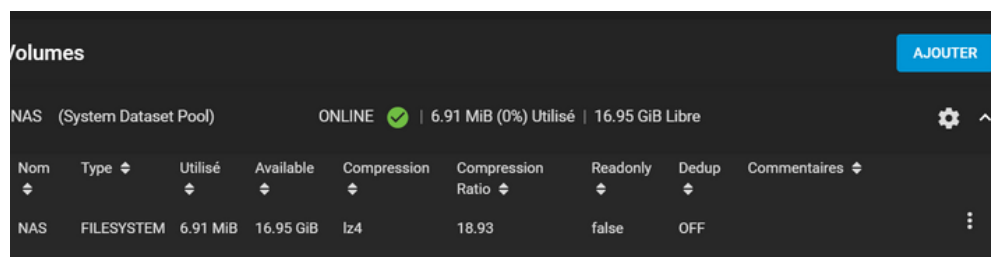 Volumes
AJOUTER
NAS (System Dataset Pool) ONLINE | 6.91 MiB (0%) Utilisé | 16.95 GiB Libre
Nom Type Utilisé Available Compression Compression Ratio Readonly Dedup Commentaires
NAS FILESYSTEM 6.91 MiB 16.95 GiB lz4 18.93 false OFF